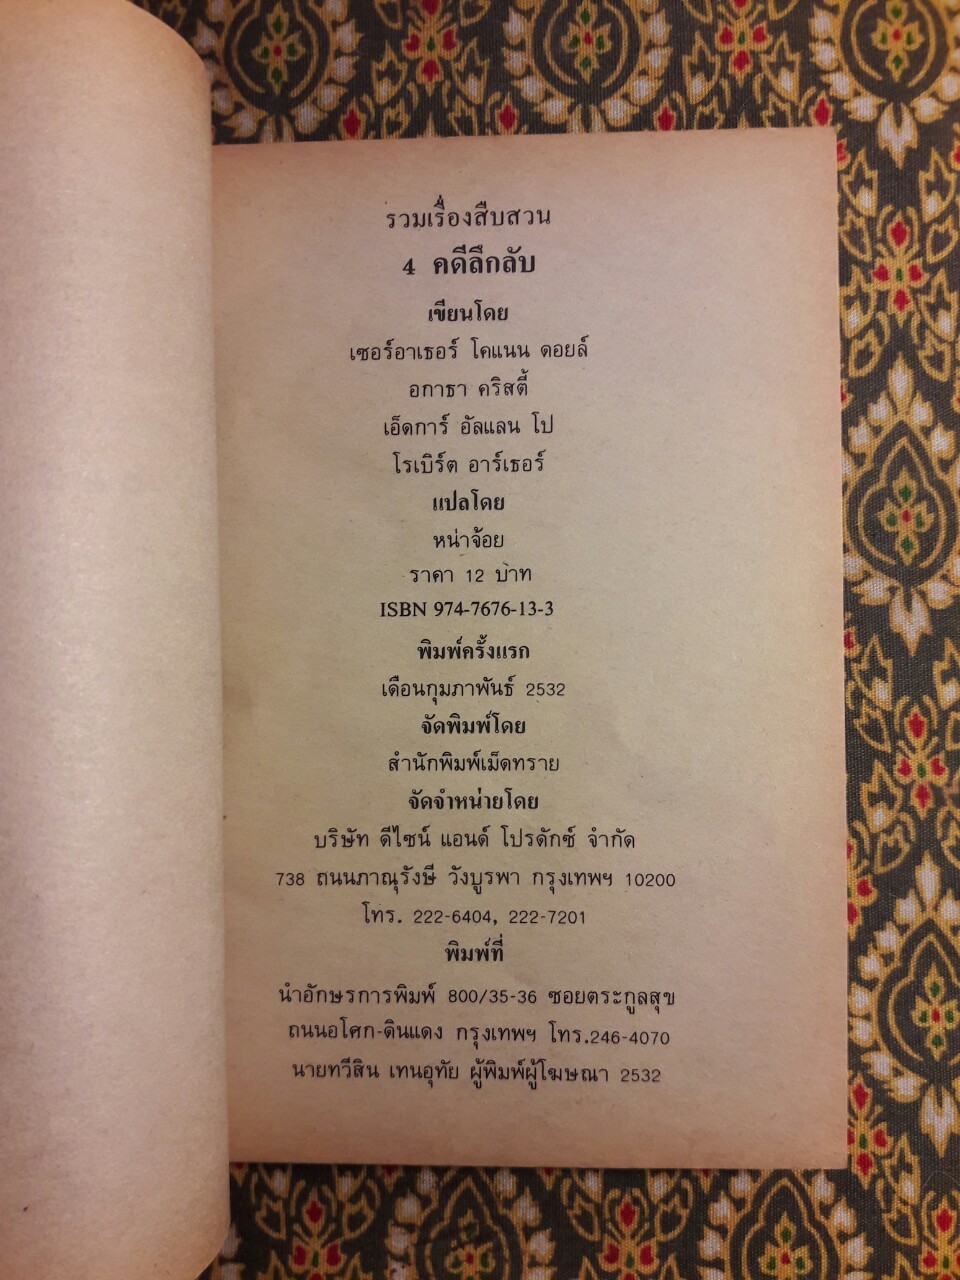 รวมเรื่องสืบสวน
4 คดีลึกลับ
เขียนโดย
เซอร์อาเธอร์ โคแนน ดอยล์
อกาธา คริสตี้
เอ็ดการ์ อัลแลน โป
โรเบิร์ต อาร์เธอร์
แปลโดย
หน่าจ้อย
ราคา 12 บาท
ISBN 974-7676-13-3
พิมพ์ครั้งแรก
เดือนกุมภาพันธ์ 2532
จัดพิมพ์โดย
สำนักพิมพ์เม็ดทราย
จัดจำหน่ายโดย
บริษัท ดีไซน์ แอนด์ โปรดักซ์ จำกัด
738 ถนนภาณุรังษี วังบูรพา กรุงเทพฯ 10200
โทร. 222-6404, 222-7201
พิมพ์ที่
นำอักษรการพิมพ์ 800/35-36 ซอยตระกูลสุข
ถนนอโศก-ดินแดง กรุงเทพฯ โทร.246-4070
นายทวีสิน เทนอุทัย ผู้พิมพ์ผู้โฆษณา 2532